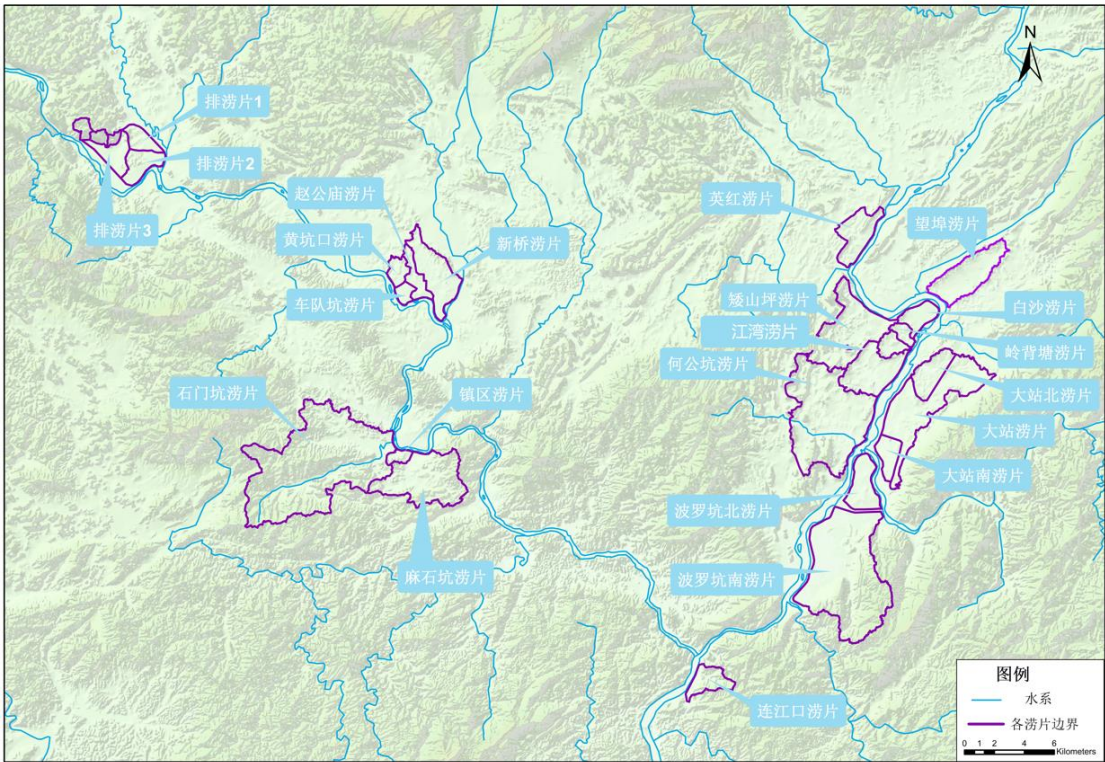 N
排涝片1
排涝片2
排涝片3
赵公庙涝片
黄坑口涝片
新桥涝片
车队坑涝片
英红涝片
望埠涝片
矮山坪涝片
白沙涝片
江湾涝片
岭背塘涝片
何公坑涝片
大站北涝片
石门坑涝片
镇区涝片
大站涝片
大站南涝片
波罗坑北涝片
麻石坑涝片
波罗坑南涝片
连江口涝片
图例
水系
各涝片边界
0 1 2 4 6
Kilometers